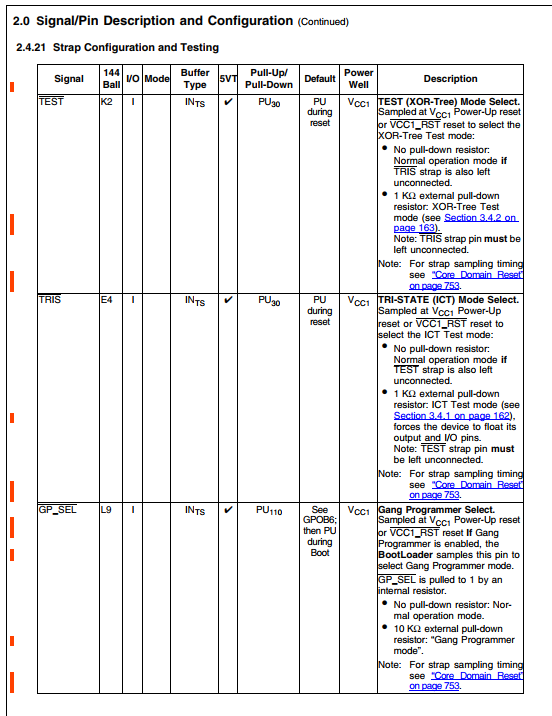 2.0 Signal/Pin Description and Configuration (Continued)
2.4.21 Strap Configuration and Testing
Signal 144 Ball I/O Mode Buffer Type 5VT Pull-Up/ Pull-Down Default Power Well Description
TEST K2 I INTS ✔ PU30 PU during reset VCC1
TEST (XOR-Tree) Mode Select.
Sampled at VCC1 Power-Up reset
or VCC1_RST reset to select the
XOR-Tree Test mode:
• No pull-down resistor:
Normal operation mode if
TRIS strap is also left
unconnected.
• 1 KΩ external pull-down
resistor: XOR-Tree Test
mode (see Section 3.4.2 on
page 163).
Note: TRIS strap pin must be
left unconnected.
Note: For strap sampling timing
see "Core Domain Reset"
on page 753.
TRIS E4 I INTS ✔ PU30 PU during reset VCC1
TRI-STATE (ICT) Mode Select.
Sampled at VCC1 Power-Up
reset or VCC1_RST reset to
select the ICT Test mode:
• No pull-down resistor:
Normal operation mode if
TEST strap is also left
unconnected.
• 1 KΩ external pull-down
resistor: ICT Test mode (see
Section 3.4.1 on page 162),
forces the device to float its
output and I/O pins.
Note: TEST strap pin must
be left unconnected.
Note: For strap sampling timing
see "Core Domain Reset"
on page 753.
GP_SEL L9 I INTS ✔ PU110 See GPOB6; then PU during Boot VCC1
Gang Programmer Select.
Sampled at VCC1 Power-Up reset
or VCC1_RST reset If Gang
Programmer is enabled, the
BootLoader samples this pin to
select Gang Programmer mode.
GP_SEL is pulled to 1 by an
internal resistor.
• No pull-down resistor: Nor-
mal operation mode.
• 10 KΩ external pull-down
resistor: "Gang Programmer
mode".
Note: For strap sampling timing
see "Core Domain Reset"
on page 753.